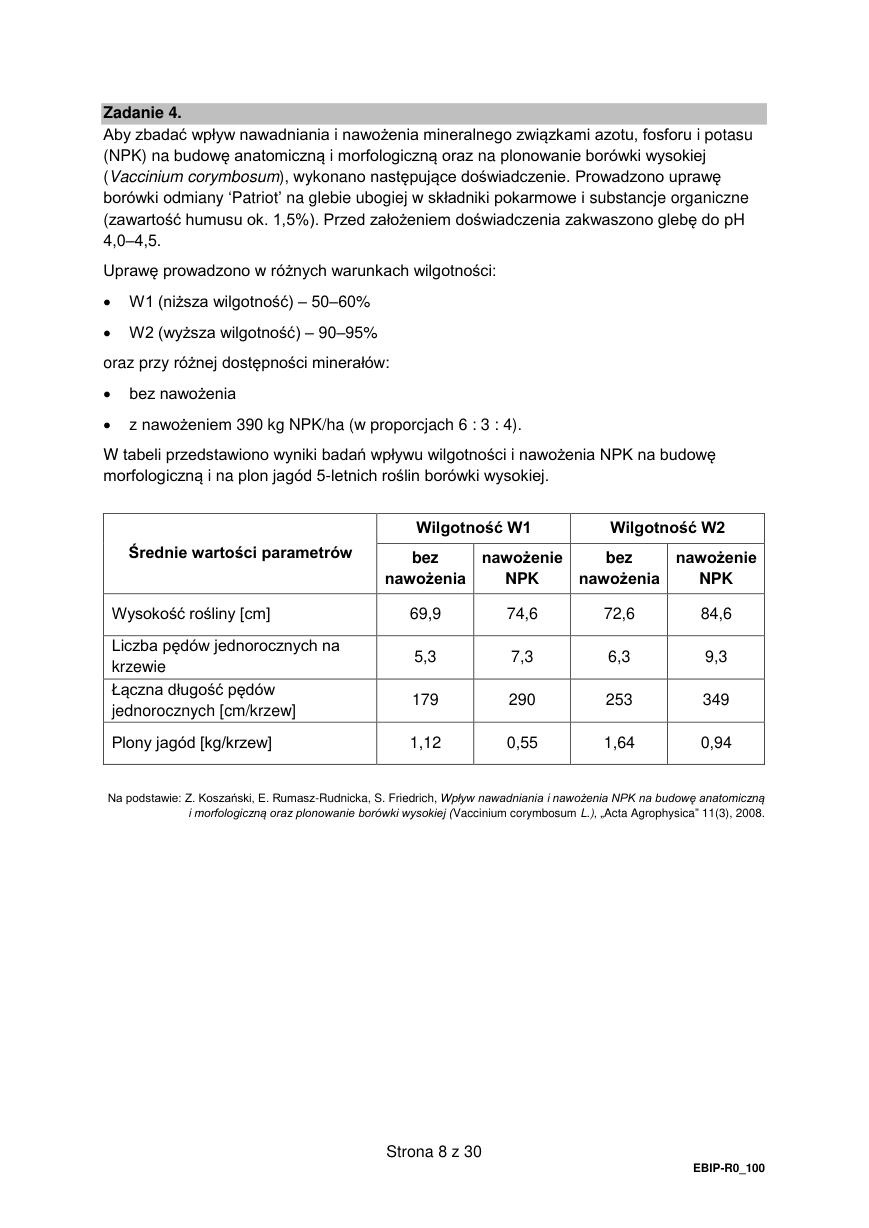 Zadanie 4.
Aby zbadać wpływ nawadniania i nawożenia mineralnego związkami azotu, fosforu i potasu
(NPK) na budowę anatomiczną i morfologiczną oraz na plonowanie borówki wysokiej
(Vaccinium corymbosum), wykonano następujące doświadczenie. Prowadzono uprawę
borówki odmiany ‘Patriot’ na glebie ubogiej w składniki pokarmowe i substancje organiczne
(zawartość humusu ok. 1,5%). Przed założeniem doświadczenia zakwaszono glebę do pH
4,0–4,5.
Uprawę prowadzono w różnych warunkach wilgotności:
• W1 (niższa wilgotność) – 50–60%
• W2 (wyższa wilgotność) – 90–95%
oraz przy różnej dostępności minerałów:
• bez nawożenia
• z nawożeniem 390 kg NPK/ha (w proporcjach 6 : 3 : 4).
W tabeli przedstawiono wyniki badań wpływu wilgotności i nawożenia NPK na budowę
morfologiczną i na plon jagód 5-letnich roślin borówki wysokiej.
Średnie wartości parametrów
Wilgotność W1 Wilgotność W2
bez nawożenie bez nawożenie
nawożenia NPK nawożenia NPK
Wysokość rośliny [cm] 69,9 74,6 72,6 84,6
Liczba pędów jednorocznych na
krzewie 5,3 7,3 6,3 9,3
Łączna długość pędów
jednorocznych [cm/krzew] 179 290 253 349
Plony jagód [kg/krzew] 1,12 0,55 1,64 0,94
Na podstawie: Z. Koszański, E. Rumasz-Rudnicka, S. Friedrich, Wpływ nawadniania i nawożenia NPK na budowę anatomiczną
i morfologiczną oraz plonowanie borówki wysokiej (Vaccinium corymbosum L.), „Acta Agrophysica” 11(3), 2008.
Strona 8 z 30
EBIP-R0_100